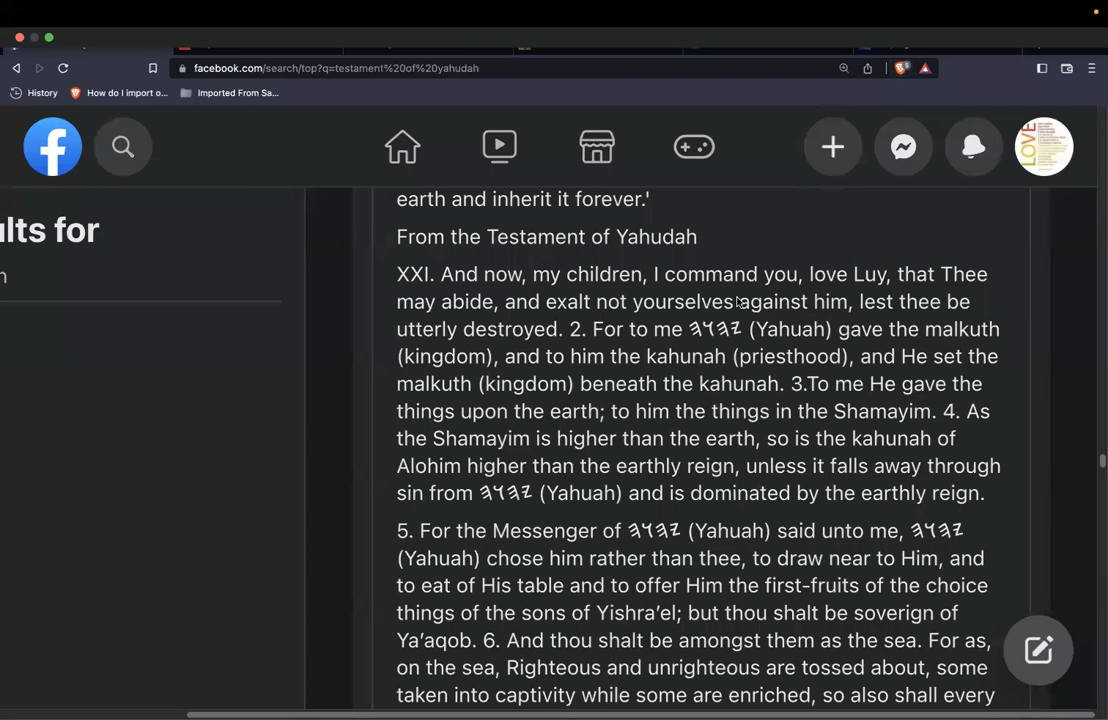 facebook.com/search/top?q=testament%20of%20yahudah
History
How do I import o...
Imported From Sa...
LOVE
ults for
n
earth and inherit it forever.'
From the Testament of Yahudah
XXI. And now, my children, I command you, love Luy, that Thee
may abide, and exalt not yourselves against him, lest thee be
utterly destroyed. 2. For to me 𐤉𐤄𐤅𐤄 (Yahuah) gave the malkuth
(kingdom), and to him the kahunah (priesthood), and He set the
malkuth (kingdom) beneath the kahunah. 3.To me He gave the
things upon the earth; to him the things in the Shamayim. 4. As
the Shamayim is higher than the earth, so is the kahunah of
Alohim higher than the earthly reign, unless it falls away through
sin from 𐤉𐤄𐤅𐤄 (Yahuah) and is dominated by the earthly reign.
5. For the Messenger of 𐤉𐤄𐤅𐤄 (Yahuah) said unto me, 𐤉𐤄𐤅𐤄
(Yahuah) chose him rather than thee, to draw near to Him, and
to eat of His table and to offer Him the first-fruits of the choice
things of the sons of Yishra’el; but thou shalt be soverign of
Ya’aqob. 6. And thou shalt be amongst them as the sea. For as,
on the sea, Righteous and unrighteous are tossed about, some
taken into captivity while some are enriched, so also shall every